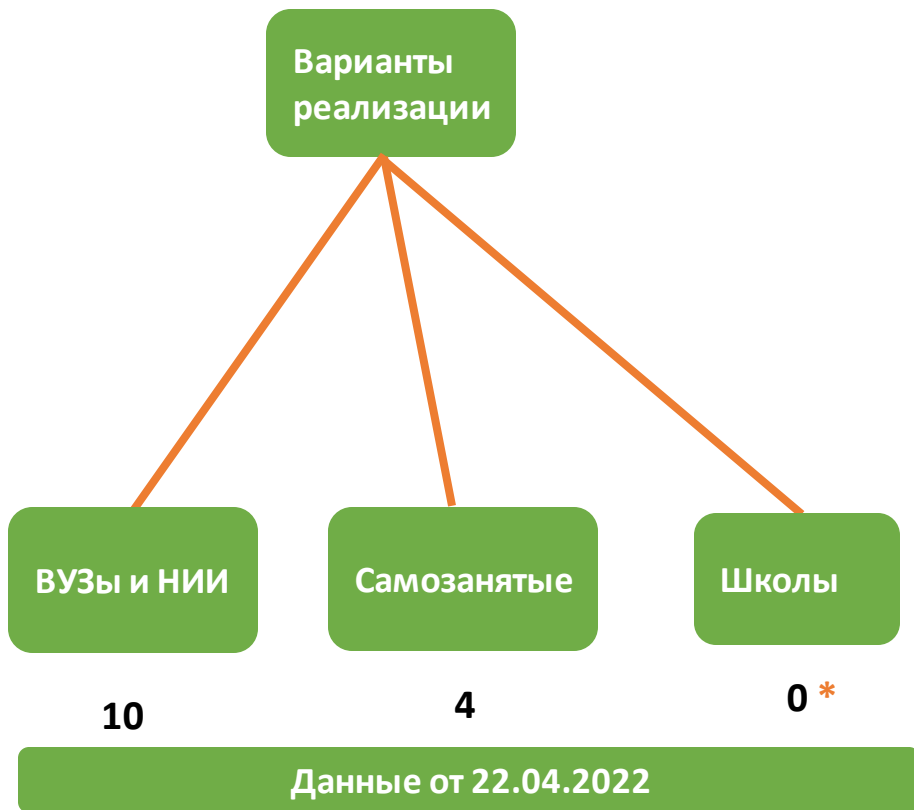 Варианты
реализации
ВУЗы и НИИ
Самозанятые
Школы
10
4
0 *
Данные от 22.04.2022